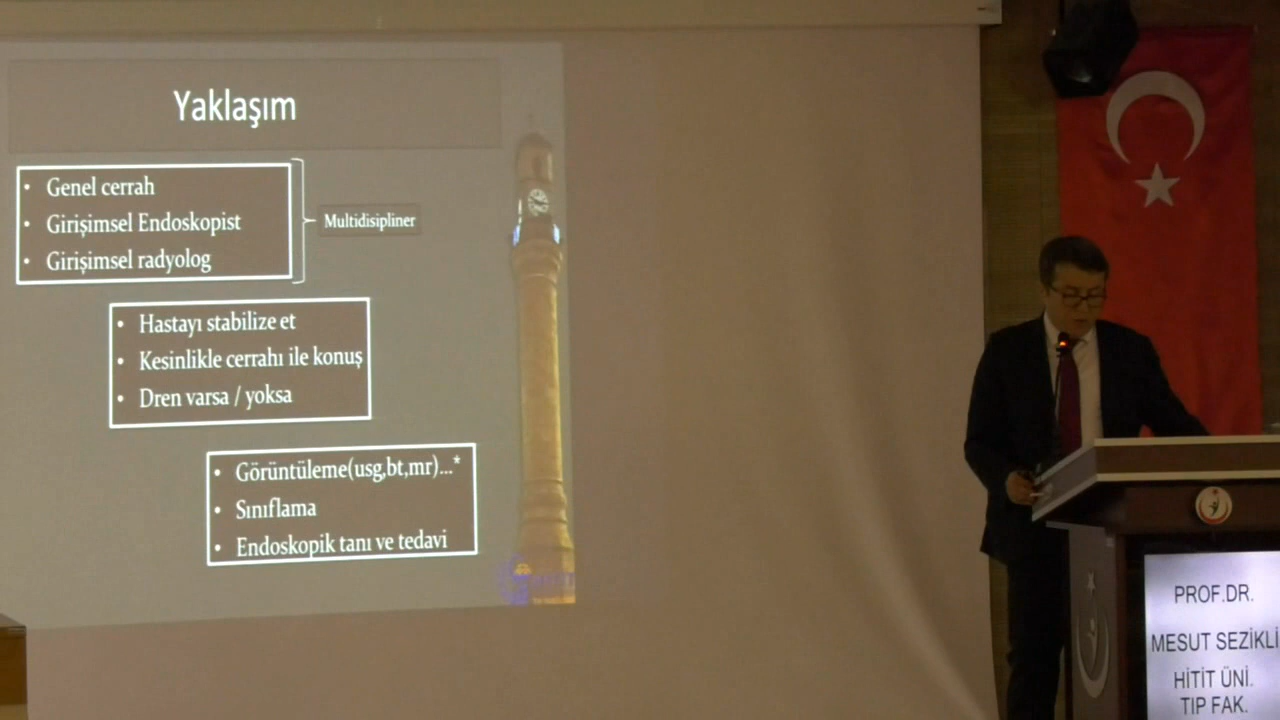 Yaklaşım
• Genel cerrah
• Girişimsel Endoskopist
• Girişimsel radyolog
Multidisipliner
• Hastayı stabilize et
• Kesinlikle cerrahı ile konuş
• Dren varsa / yoksa
• Görüntüleme(usg,bt,mr)...*
• Sınıflama
• Endoskopik tanı ve tedavi
PROF.DR.
MESUT SEZİKLİ
HİTİT ÜNİ.
TIP FAK.